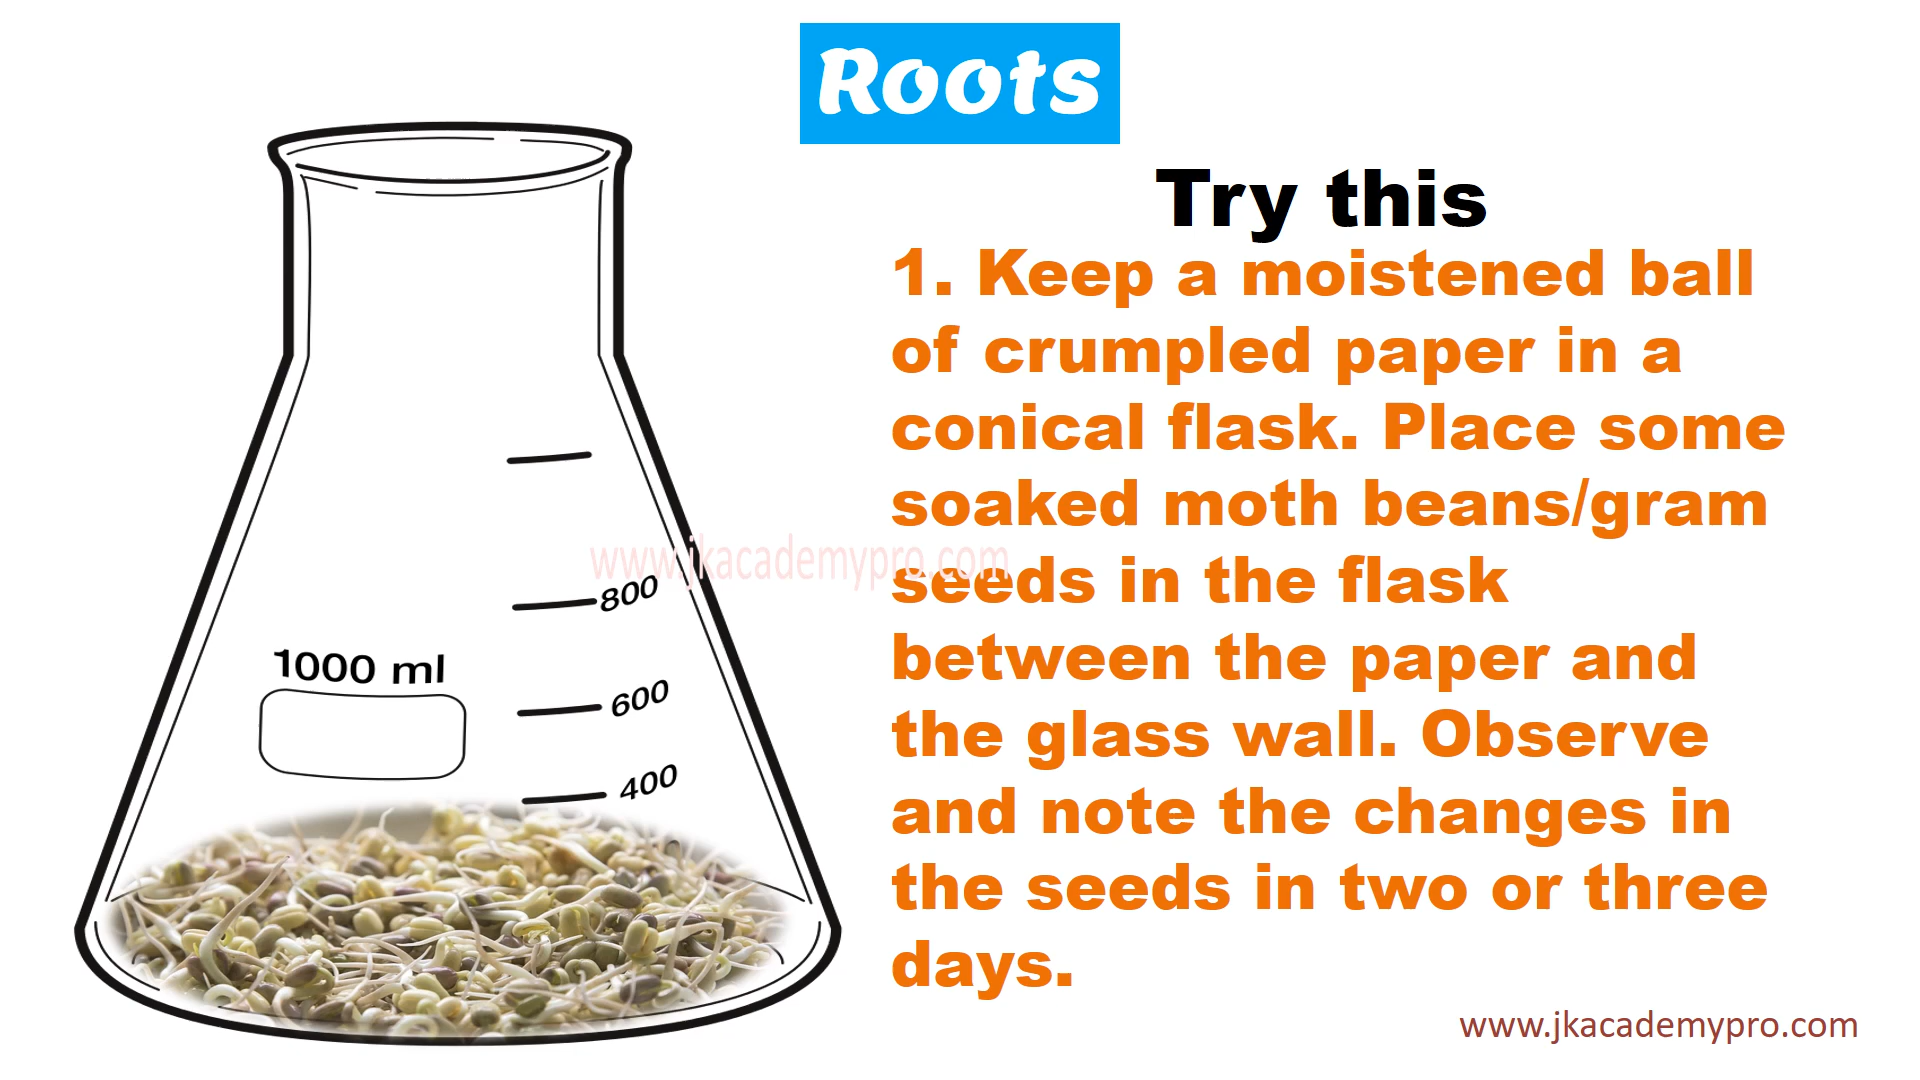 Roots
Try this
1. Keep a moistened ball
of crumpled paper in a
conical flask. Place some
soaked moth beans/gram
seeds in the flask
between the paper and
the glass wall. Observe
and note the changes in
the seeds in two or three
days.
www.jkacademypro.com
800
1000 ml
600
400
www.jkacademypro.com